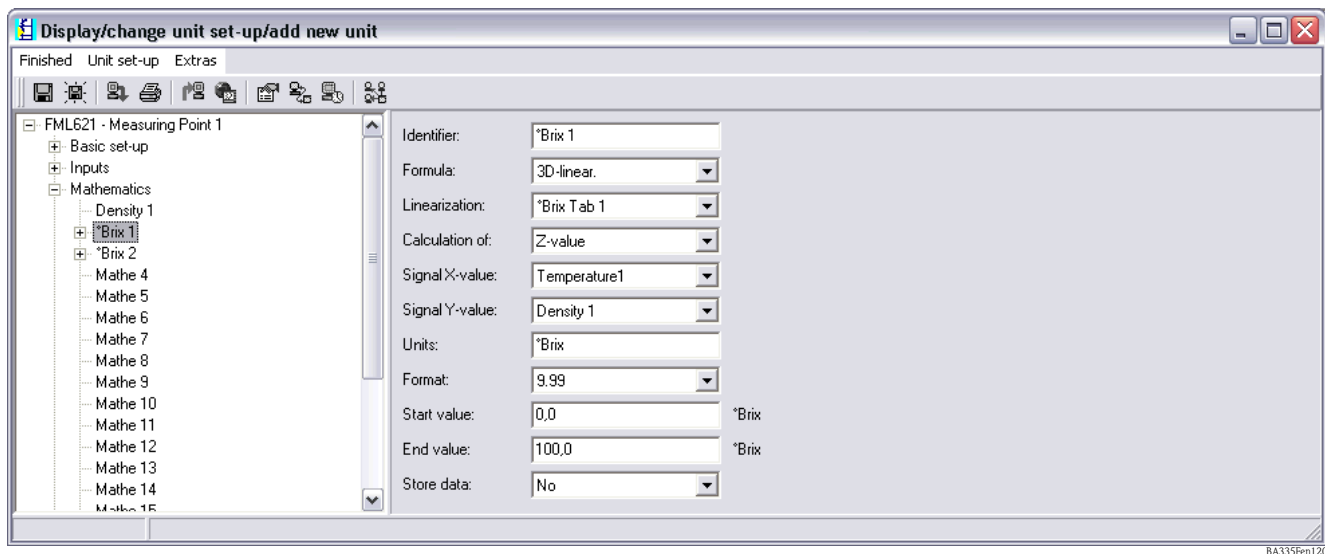 Display/change unit set-up/add new unit
Finished Unit set-up Extras
FML621 - Measuring Point 1
Basic set-up
Inputs
Mathematics
Density 1
°Brix 1
°Brix 2
Mathe 4
Mathe 5
Mathe 6
Mathe 7
Mathe 8
Mathe 9
Mathe 10
Mathe 11
Mathe 12
Mathe 13
Mathe 14
Mathe 15
Identifier: °Brix 1
Formula: 3D-linear.
Linearization: °Brix Tab 1
Calculation of: Z-value
Signal X-value: Temperature1
Signal Y-value: Density 1
Units: °Brix
Format: 9.99
Start value: 0,0 °Brix
End value: 100,0 °Brix
Store data: No
BA335Fen120